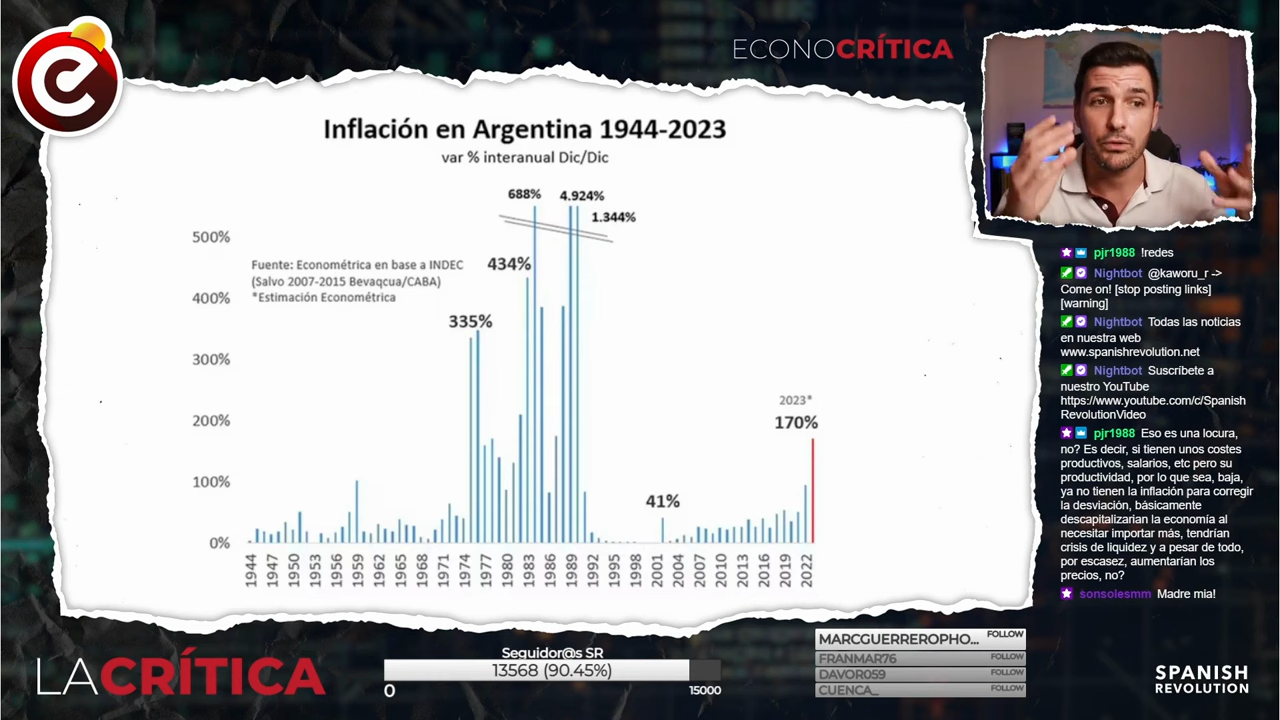 ECONOCRÍTICA
Inflación en Argentina 1944-2023
var % interanual Dic/Dic
688%
4.924%
1.344%
500%
Fuente: Econométrica en base a INDEC
(Salvo 2007-2015 Bevaqcua/CABA)
*Estimación Econométrica
434%
400%
335%
300%
200%
2023*
170%
100%
41%
0%
1944
1947
1950
1953
1956
1959
1962
1965
1968
1971
1974
1977
1980
1983
1986
1989
1992
1995
1998
2001
2004
2007
2010
2013
2016
2019
2022
pjr1988 !redes
Nightbot @kaworu_r ->
Come on! [stop posting links]
[warning]
Nightbot Todas las noticias
en nuestra web
www.spanishrevolution.net
Nightbot Suscríbete a
nuestro YouTube
https://www.youtube.com/c/Spanish
RevolutionVideo
pjr1988 Eso es una locura,
no? Es decir, si tienen unos costes
productivos, salarios, etc pero su
productividad, por lo que sea, baja,
ya no tienen la inflación para corregir
la desviación, básicamente
descapitalizarian la economía al
necesitar importar más, tendrían
crisis de liquidez y a pesar de todo,
por escasez, aumentarían los
precios, no?
sonsolesmm Madre mia!
LACRÍTICA
Seguidor@s SR
13568 (90.45%)
0
15000
MARCGUERREROPHO... FOLLOW
FRANMAR76 FOLLOW
DAVOR059 FOLLOW
CUENCA_ FOLLOW
SPANISH
REVOLUTION